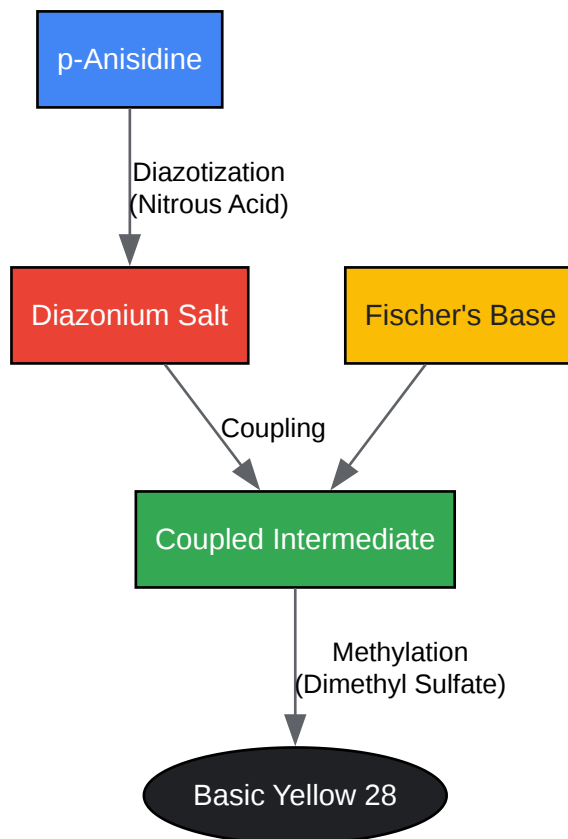 p-Anisidine
Diazotization
(Nitrous Acid)
Diazonium Salt
Fischer's Base
Coupling
Coupled Intermediate
Methylation
(Dimethyl Sulfate)
Basic Yellow 28